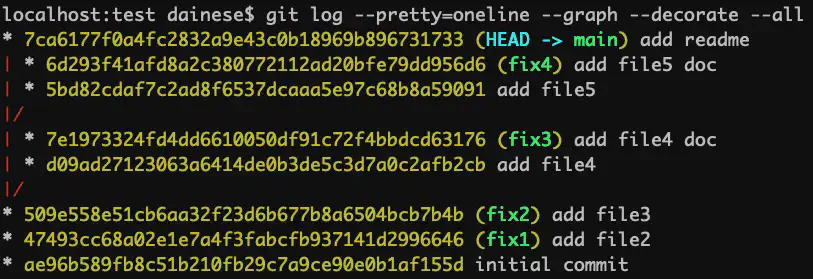 localhost:test dainese$ git log --pretty=oneline --graph --decorate --all
* 7ca6177f0a4fc2832a9e43c0b18969b896731733 (HEAD -> main) add readme
| * 6d293f41afd8a2c380772112ad20bfe79dd956d6 (fix4) add file5 doc
| * 5bd82cdaf7c2ad8f6537dcaaa5e97c68b8a59091 add file5
|/
| * 7e1973324fd4dd6610050df91c72f4bbdcd63176 (fix3) add file4 doc
| * d09ad27123063a6414de0b3de5c3d7a0c2afb2cb add file4
|/
* 509e558e51cb6aa32f23d6b677b8a6504bcb7b4b (fix2) add file3
* 47493cc68a02e1e7a4f3fabcfb937141d2996646 (fix1) add file2
* ae96b589fb8c51b210fb29c7a9ce90e0b1af155d initial commit